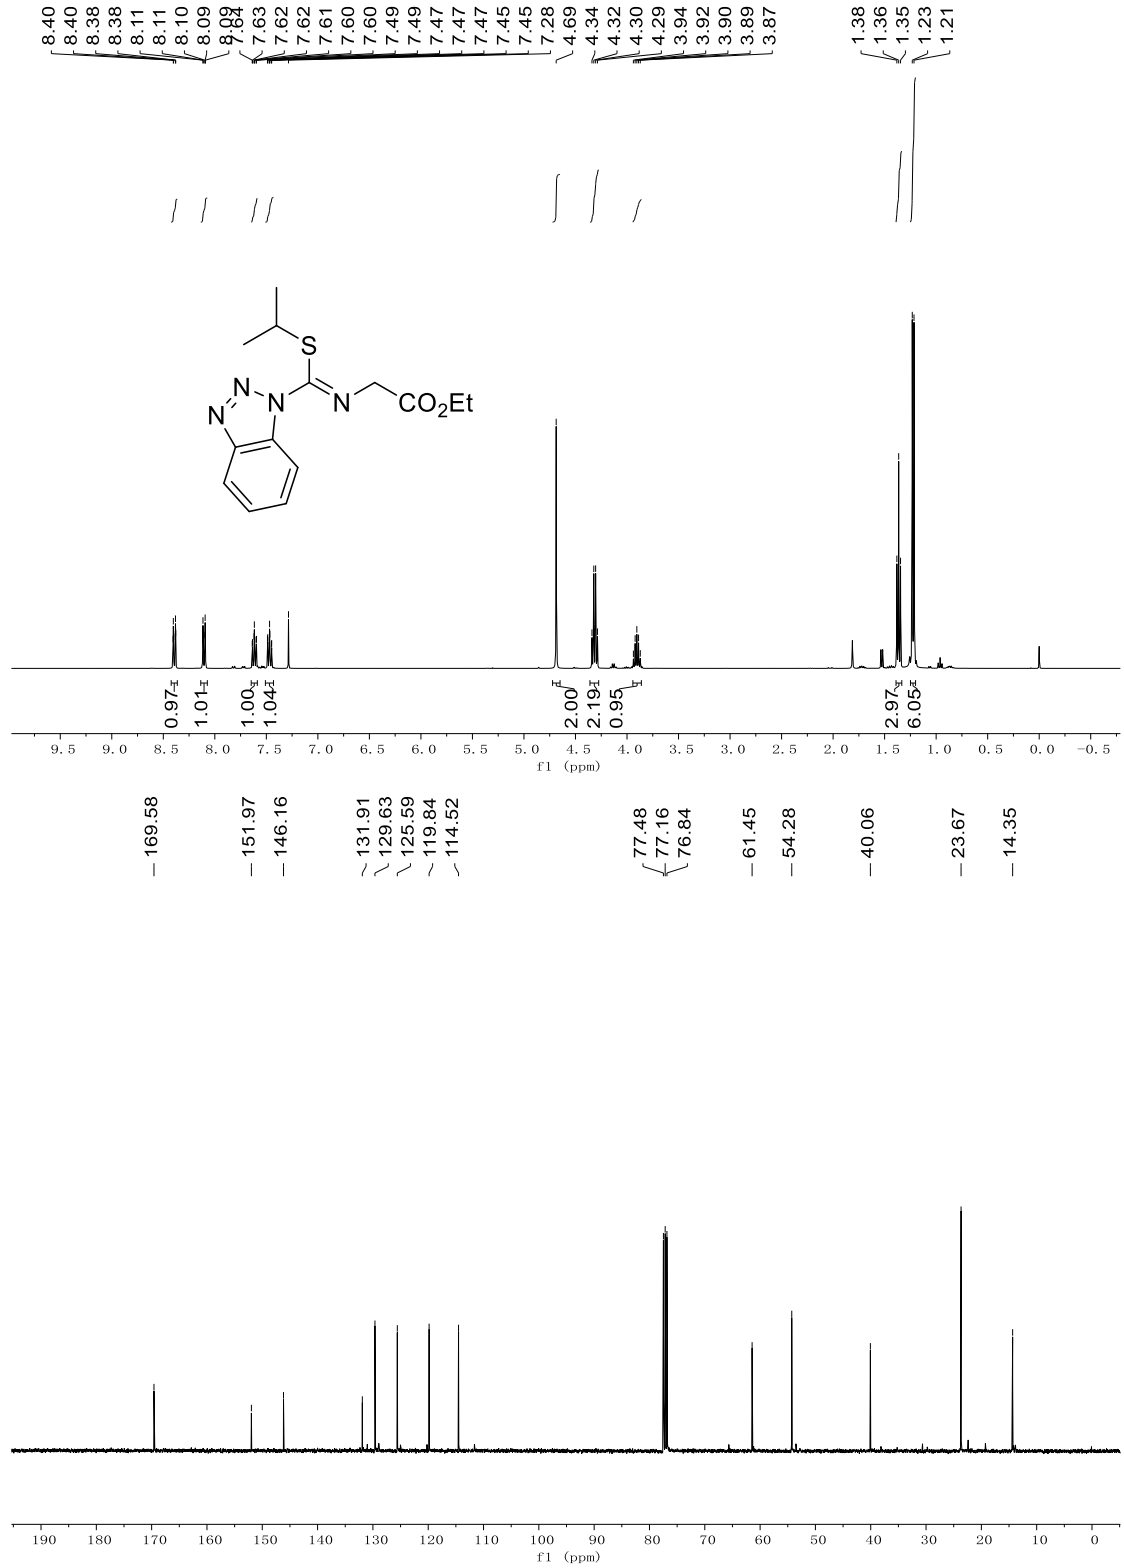 8.40 8.40 8.38 8.38 8.11 8.11 8.10 8.09 8.09 7.64 7.63 7.62 7.62 7.61 7.60 7.60 7.49 7.49 7.47 7.47 7.47 7.45 7.45 7.28 4.69 4.34 4.32 4.30 4.29 3.94 3.92 3.90 3.89 3.87 1.38 1.36 1.35 1.23 1.21
S
N
N N N CO2Et
0.97 1.01 1.00 1.04 2.00 2.19 0.95 2.97 6.05
9.5 9.0 8.5 8.0 7.5 7.0 6.5 6.0 5.5 5.0 4.5 4.0 3.5 3.0 2.5 2.0 1.5 1.0 0.5 0.0 -0.5
f1 (ppm)
169.58 151.97 146.16 131.91 129.63 125.59 119.84 114.52 77.48 77.16 76.84 61.45 54.28 40.06 23.67 14.35
190 180 170 160 150 140 130 120 110 100 90 80 70 60 50 40 30 20 10 0
f1 (ppm)